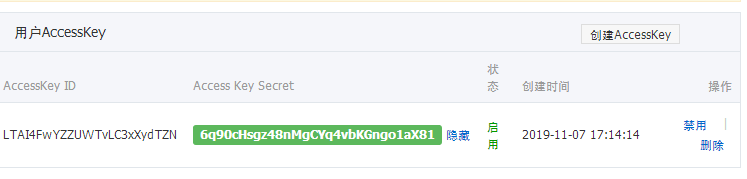 用户AccessKey
创建AccessKey
AccessKey ID
Access Key Secret
状态
创建时间
操作
LTAI4FwYZZUWTvLC3xXydTZN
6q90cHsgz48nMgCYq4vbKGngo1aX81
隐藏
启用
2019-11-07 17:14:14
禁用 |
删除